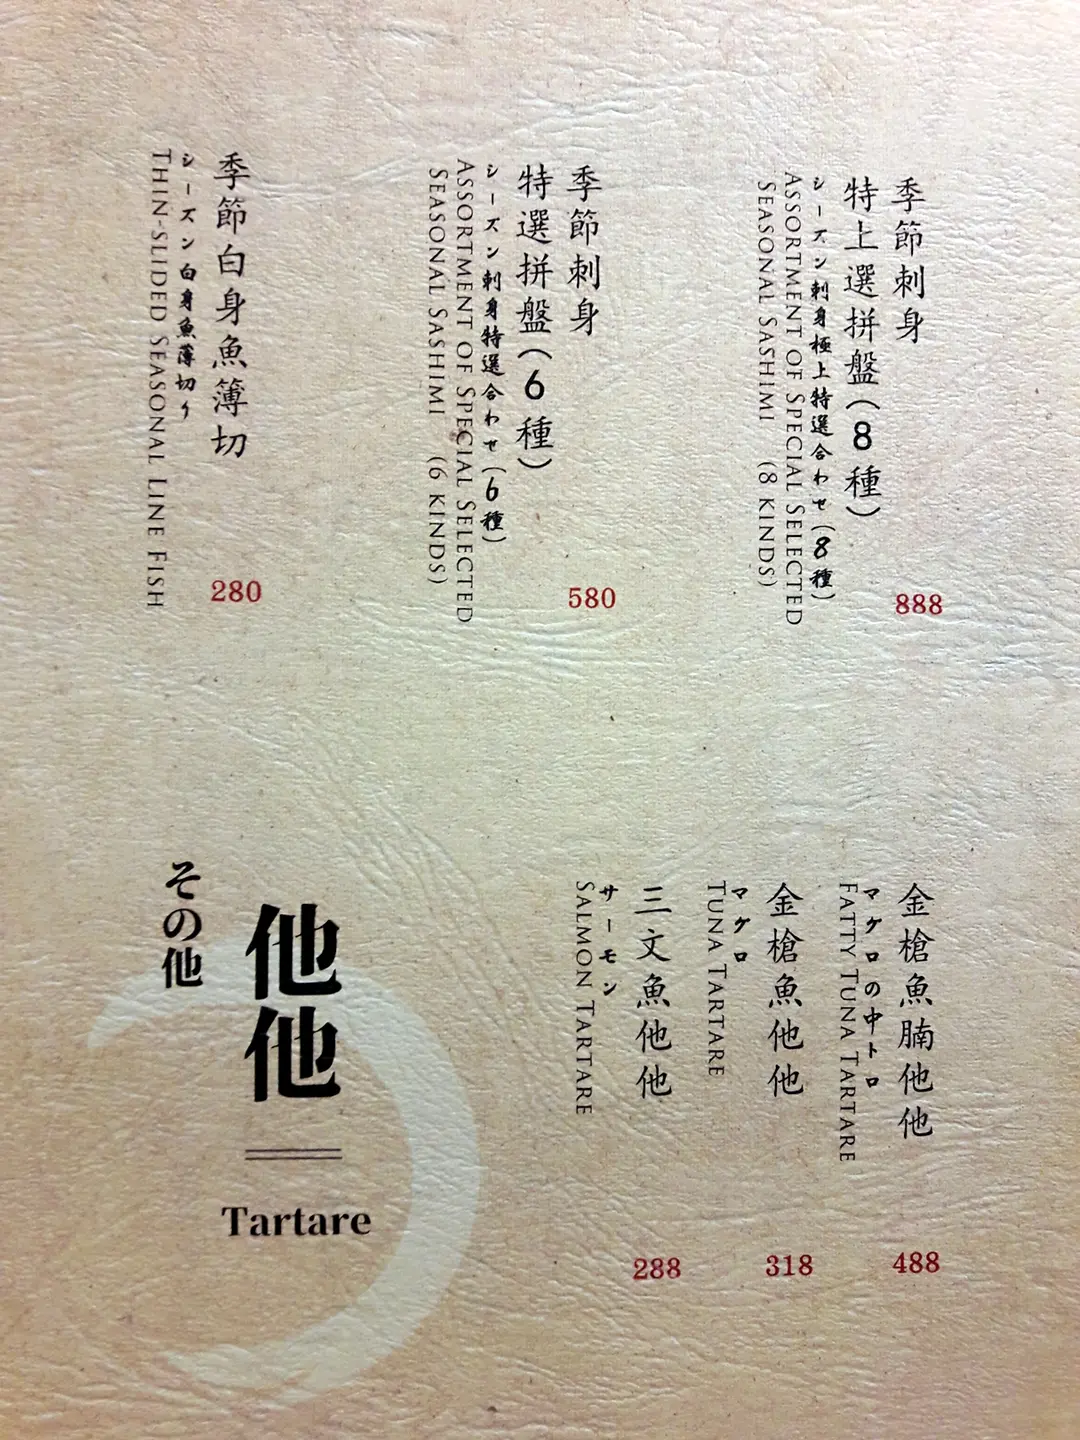 季節刺身
特上選拼盤(8種)
シーズン刺身極上特選合わせ(8種)
ASSORTMENT OF SPECIAL SELECTED
SEASONAL SASHIMI (8 KINDS)
888
季節刺身
特選拼盤(6種)
シーズン刺身特選合わせ(6種)
ASSORTMENT OF SPECIAL SELECTED
SEASONAL SASHIMI (6 KINDS)
580
季節白身魚簿切
シーズン白身魚薄切り
THIN-SLIDED SEASONAL LINE FISH
280
他他
その他
Tartare
金槍魚腩他他
マグロの中トロ
FATTY TUNA TARTARE
488
金槍魚他他
マグロ
TUNA TARTARE
318
三文魚他他
サーモン
SALMON TARTARE
288